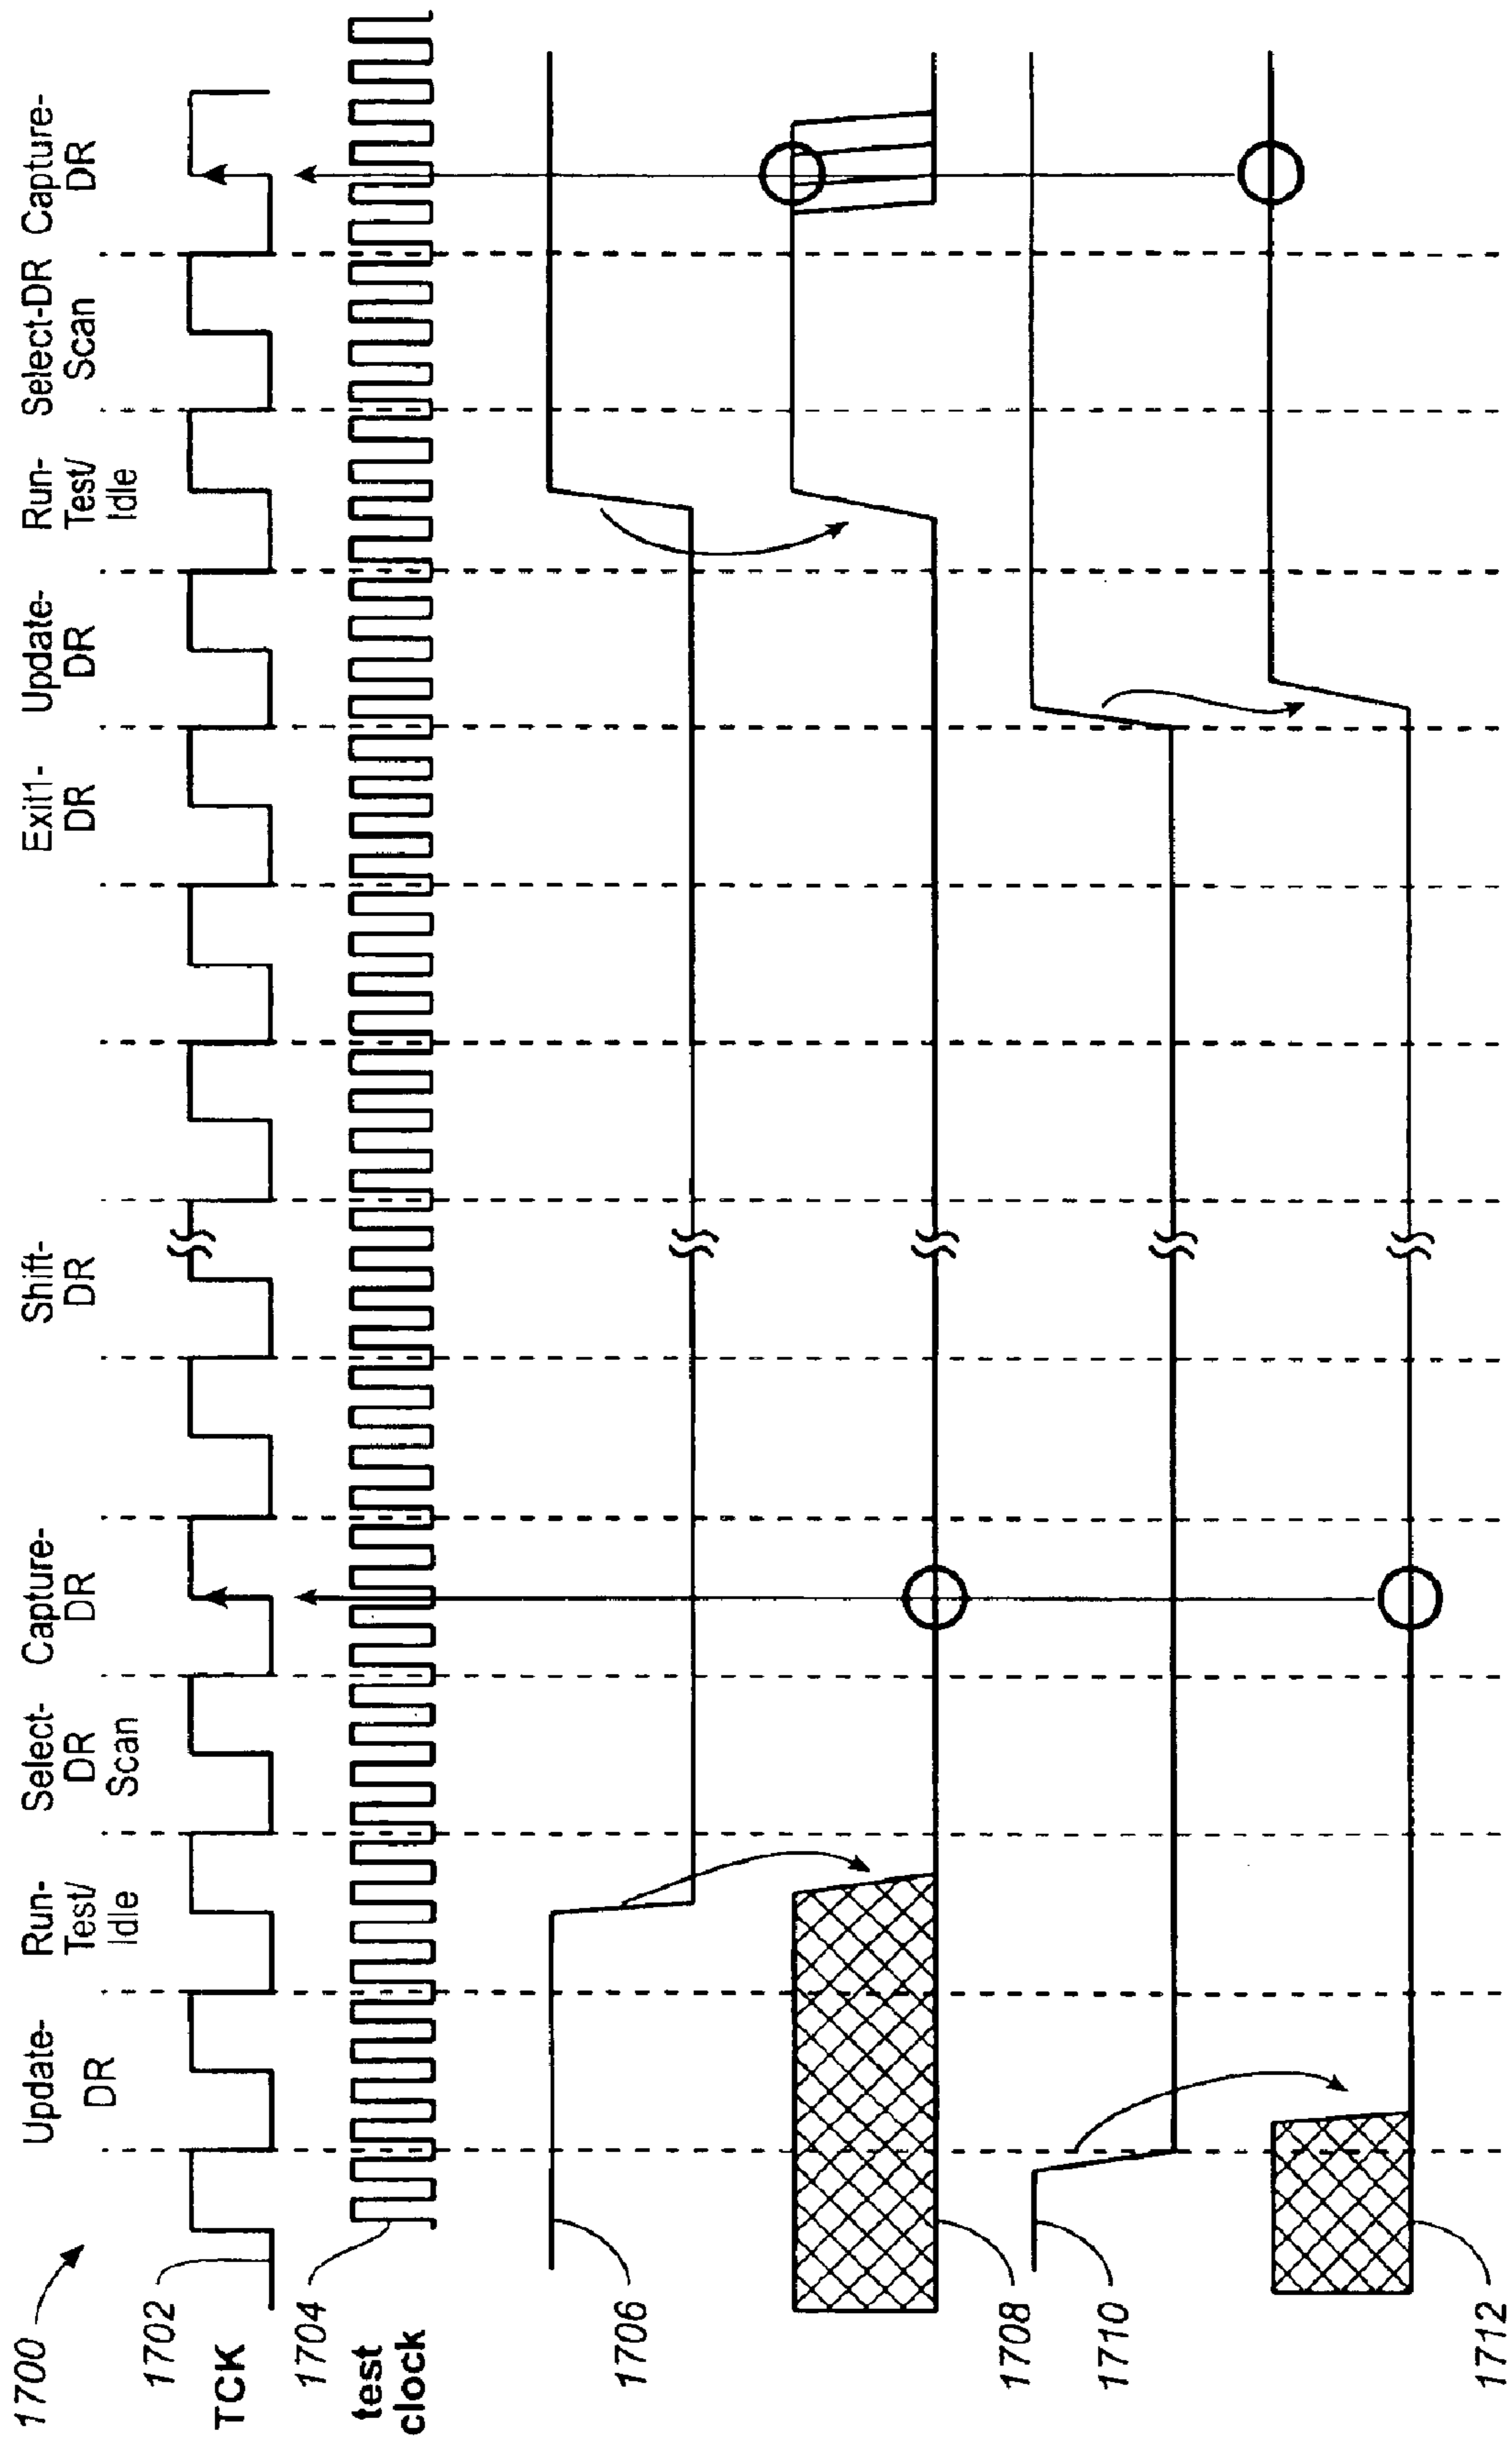 1700
Update-
DR
Run-
Test/
Idle
Select-
DR
Scan
Capture-
DR
Shift-
DR
Exit1-
DR
Update-
DR
Run-
Test/
Idle
Select-DR
Scan
Capture-
DR
1702
TCK
1704
test
clock
1706
1708
1710
1712